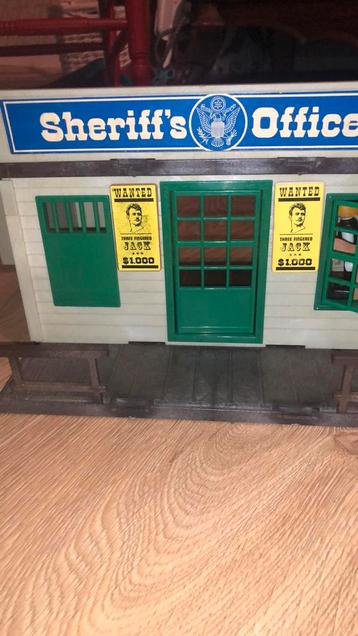 Sheriff's Office
WANTED
THREE FINGERED
JACK
$1.000
WANTED
THREE FINGERED
JACK
$1.000